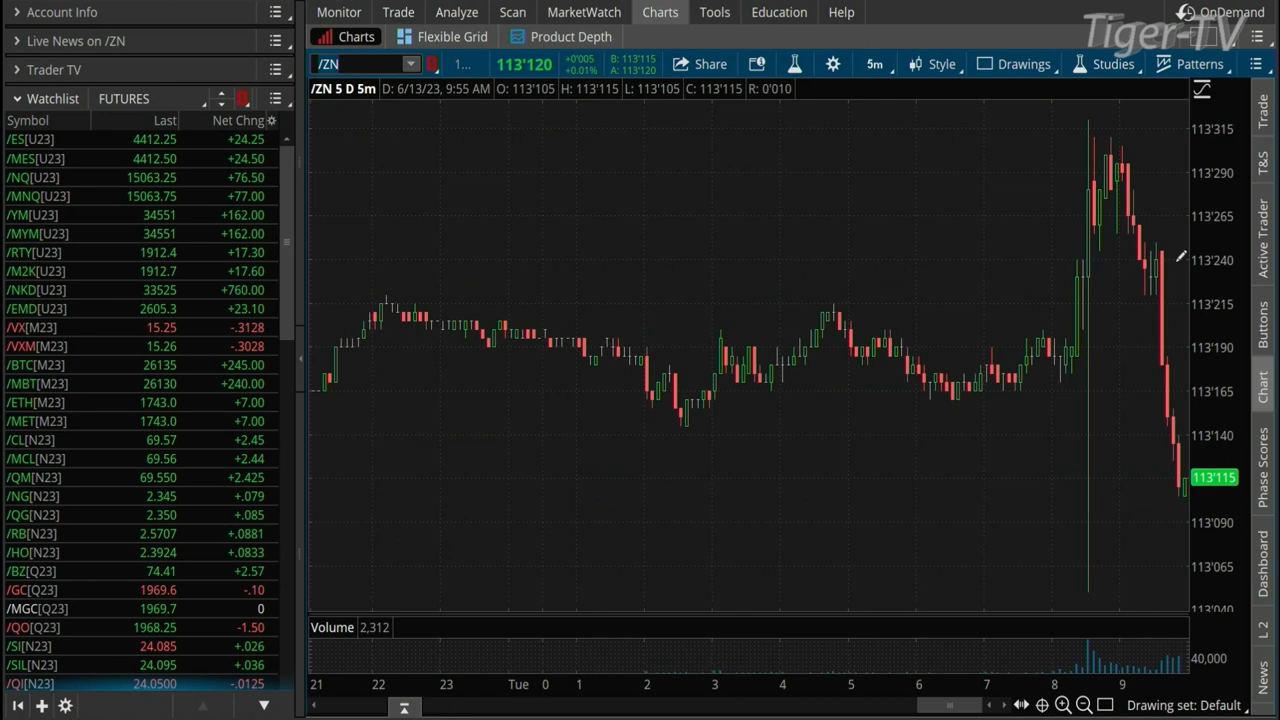 Account Info
Live News on /ZN
Trader TV
Watchlist FUTURES
Symbol Last Net Chng
/ES[U23] 4412.25 +24.25
/MES[U23] 4412.50 +24.50
/NQ[U23] 15063.25 +76.50
/MNQ[U23] 15063.75 +77.00
/YM[U23] 34551 +162.00
/MYM[U23] 34551 +162.00
/RTY[U23] 1912.4 +17.30
/M2K[U23] 1912.7 +17.60
/NKD[U23] 33525 +760.00
/EMD[U23] 2605.3 +23.10
/VX[M23] 15.25 -.3128
/VXM[M23] 15.26 -.3028
/BTC[M23] 26135 +245.00
/MBT[M23] 26130 +240.00
/ETH[M23] 1743.0 +7.00
/MET[M23] 1743.0 +7.00
/CL[N23] 69.57 +2.45
/MCL[N23] 69.56 +2.44
/QM[N23] 69.550 +2.425
/NG[N23] 2.345 +.079
/QG[N23] 2.350 +.085
/RB[N23] 2.5707 +.0881
/HO[N23] 2.3924 +.0833
/BZ[Q23] 74.41 +2.57
/GC[Q23] 1969.6 -.10
/MGC[Q23] 1969.7 0
/QO[Q23] 1968.25 -1.50
/SI[N23] 24.085 +.026
/SIL[N23] 24.095 +.036
/QI[N23] 24.0500 -.0125
Monitor Trade Analyze Scan MarketWatch Charts Tools Education Help
OnDemand
Tiger-TV
Charts Flexible Grid Product Depth
/ZN 1... 113'120 +0'005 B: 113'115
+0.01% A: 113'120
Share 5m Style Drawings Studies Patterns
/ZN 5 D 5m D: 6/13/23, 9:55 AM O: 113'105 H: 113'115 L: 113'105 C: 113'115 R: 0'010
113'315
113'290
113'265
113'240
113'215
113'190
113'165
113'140
113'115
113'090
113'065
113'040
Volume 2,312
40,000
21 22 23 Tue 0 1 2 3 4 5 6 7 8 9
Drawing set: Default
Trade
T&S
Active Trader
Buttons
Chart
Phase Scores
Dashboard
L 2
News